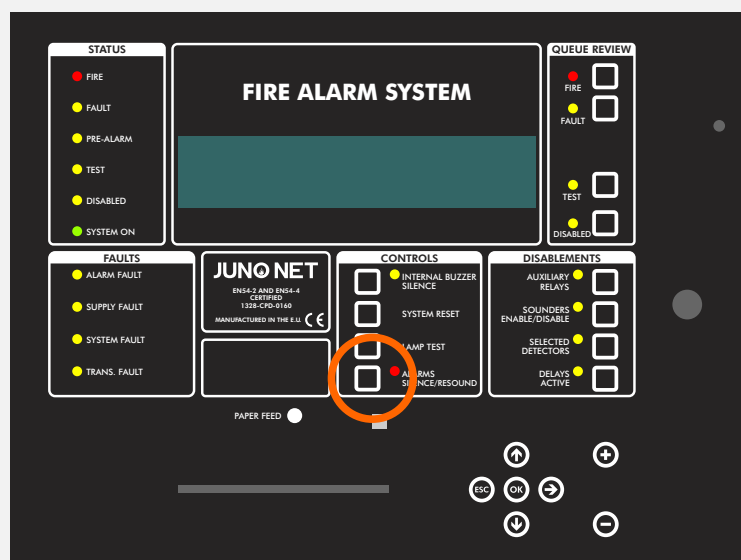 STATUS
FIRE
FAULT
PRE-ALARM
TEST
DISABLED
SYSTEM ON
FIRE ALARM SYSTEM
QUEUE REVIEW
FIRE
FAULT
TEST
DISABLED
FAULTS
ALARM FAULT
SUPPLY FAULT
SYSTEM FAULT
TRANS. FAULT
JUNO NET
EN54-2 AND EN54-4
CERTIFIED
1328-CPD-0160
MANUFACTURED IN THE E.U. CE
CONTROLS
INTERNAL BUZZER
SILENCE
SYSTEM RESET
LAMP TEST
ALARMS
SILENCE/RESOUND
DISABLEMENTS
AUXILIARY
RELAYS
SOUNDERS
ENABLE/DISABLE
SELECTED
DETECTORS
DELAYS
ACTIVE
PAPER FEED
ESC
OK